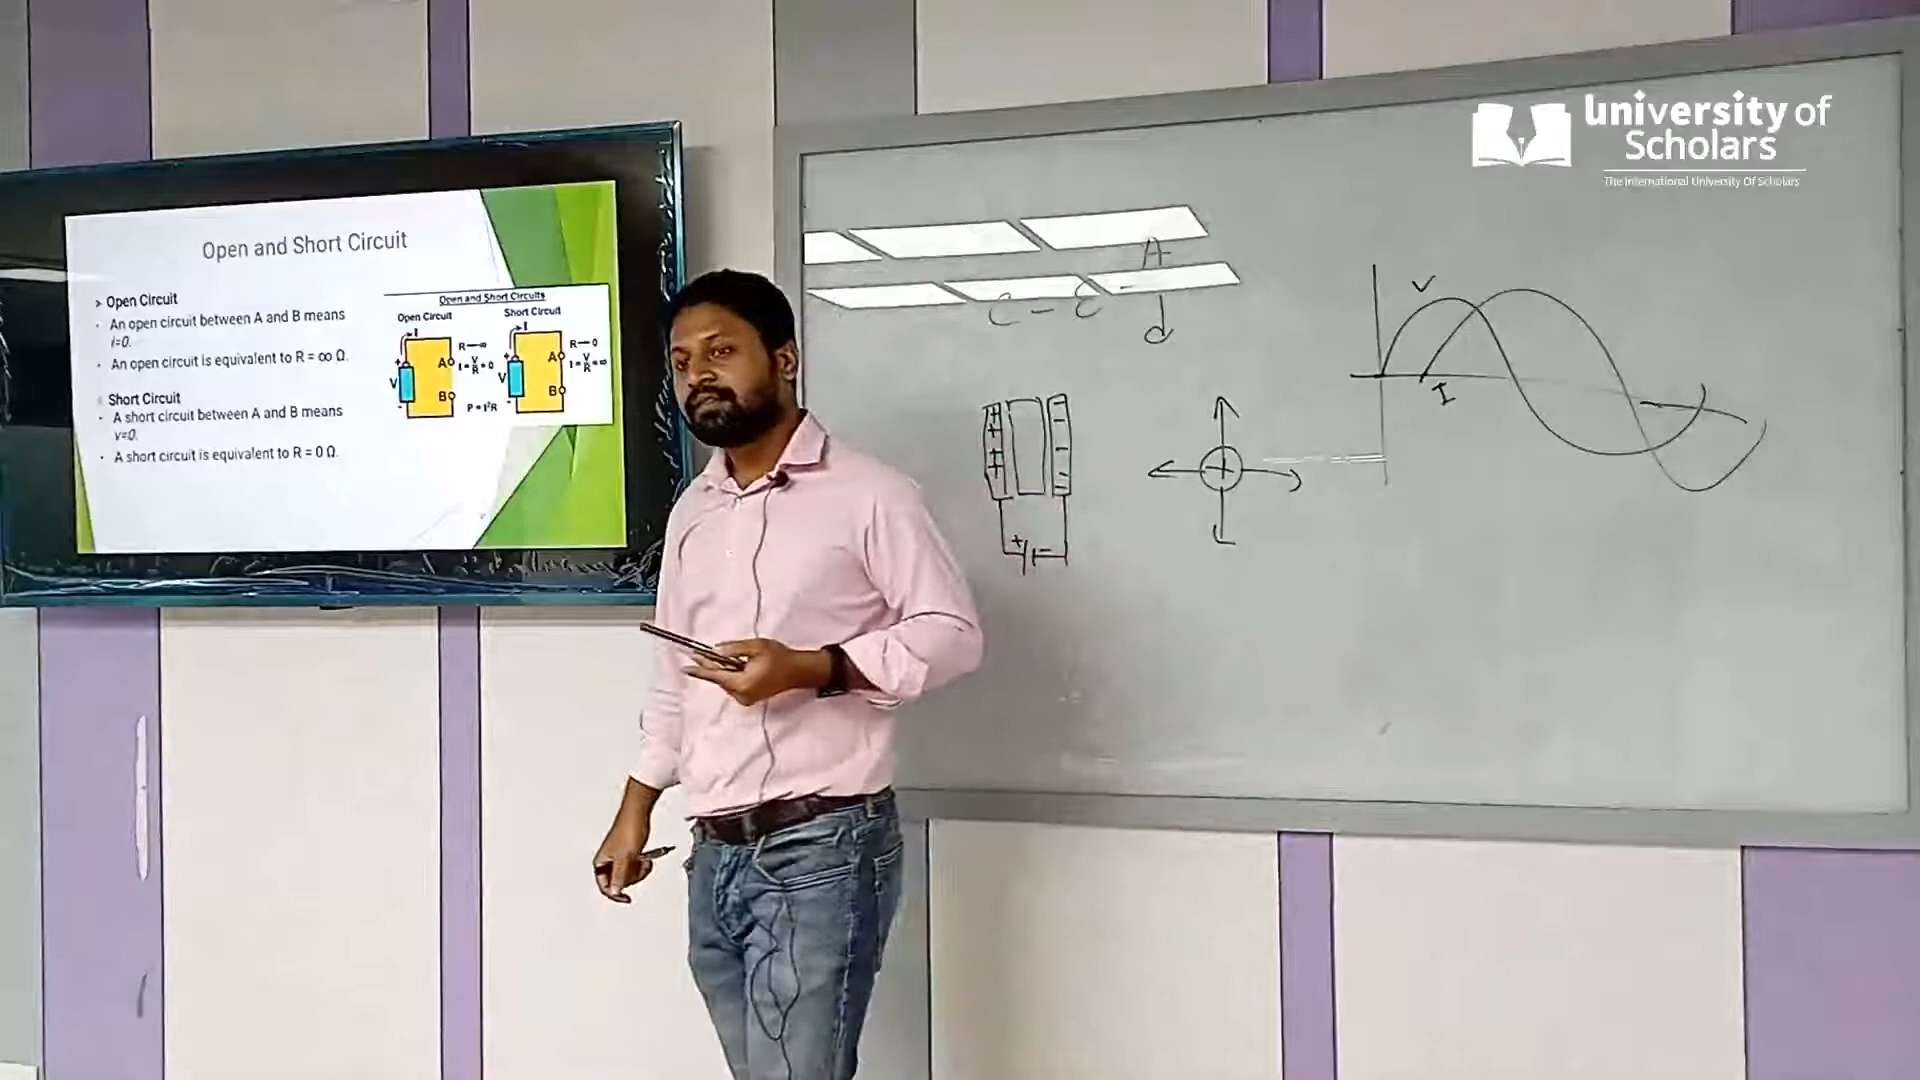 University of
Scholars
The International University Of Scholars
Open and Short Circuit
Open Circuit
• An open circuit between A and B means
i=0.
• An open circuit is equivalent to R = ∞ Ω.
Short Circuit
• A short circuit between A and B means
v=0.
• A short circuit is equivalent to R = 0 Ω.
Open and Short Circuits
Open Circuit
I
+
V
-
A
B
R→∞
I=V/R=0
P=I²R
Short Circuit
I
+
V
-
A
B
R→0
I=V/R=∞
A
C - ε
d
+ -
+ -
+ -
+ -
+ -
+
V
I